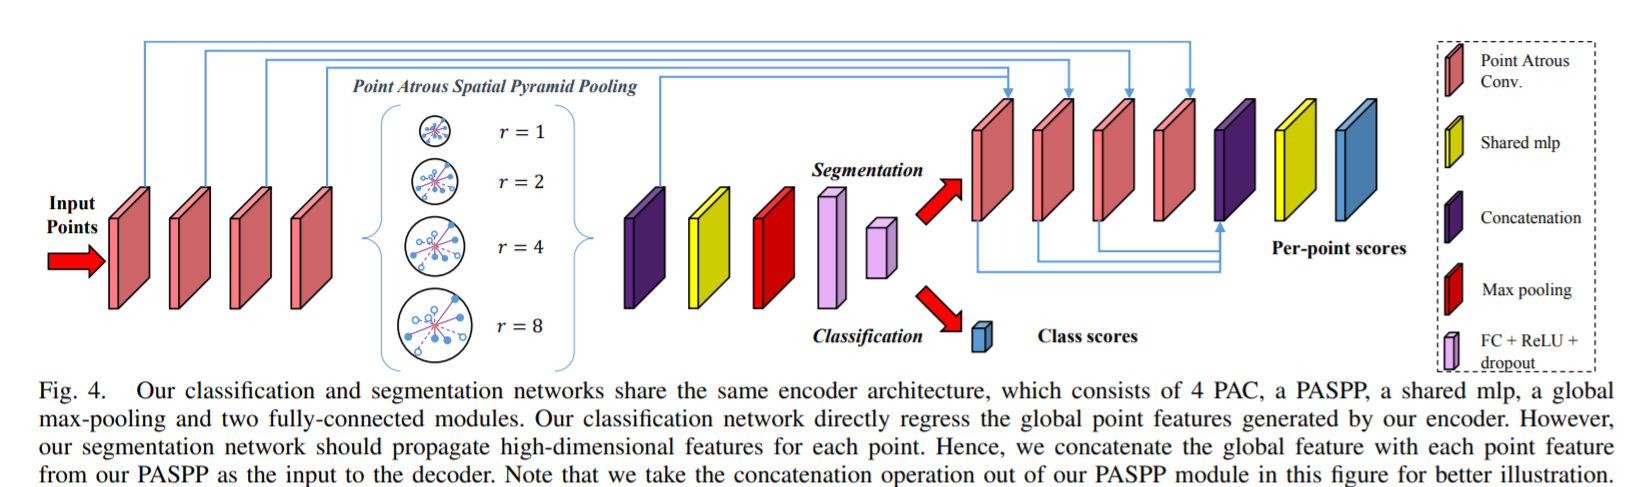 Point Atrous Spatial Pyramid Pooling
Input
Points
r = 1
r = 2
r = 4
r = 8
Segmentation
Classification
Class scores
Per-point scores
Point Atrous
Conv.
Shared mlp
Concatenation
Max pooling
FC + ReLU +
dropout
Fig. 4. Our classification and segmentation networks share the same encoder architecture, which consists of 4 PAC, a PASPP, a shared mlp, a global
max-pooling and two fully-connected modules. Our classification network directly regress the global point features generated by our encoder. However,
our segmentation network should propagate high-dimensional features for each point. Hence, we concatenate the global feature with each point feature
from our PASPP as the input to the decoder. Note that we take the concatenation operation out of our PASPP module in this figure for better illustration.